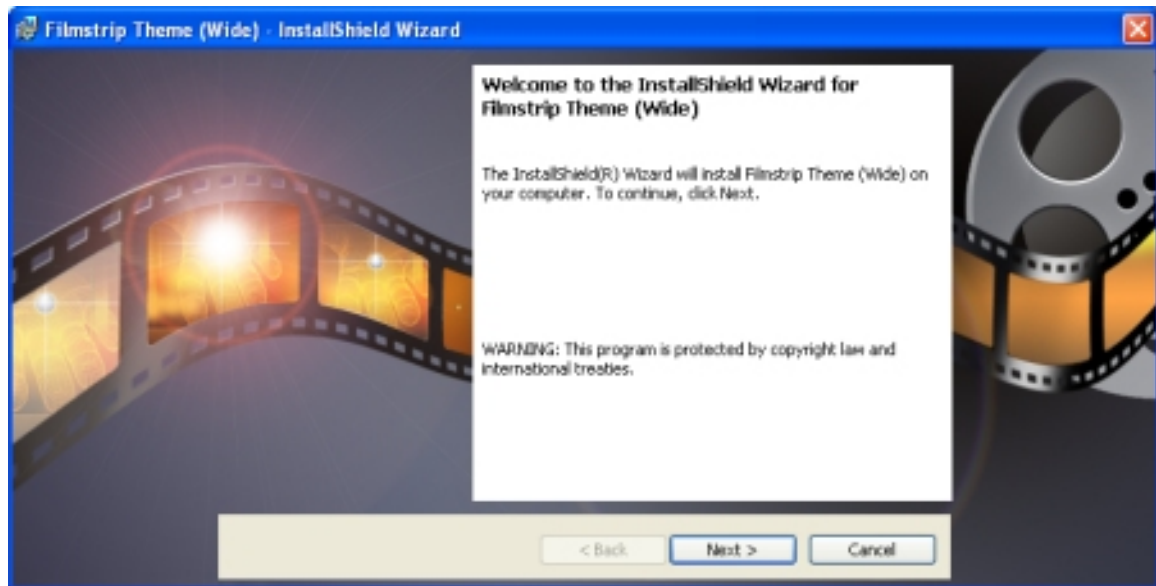 Filmstrip Theme (Wide) - InstallShield Wizard
Welcome to the InstallShield Wizard for
Filmstrip Theme (Wide)
The InstallShield(R) Wizard will install Filmstrip Theme (Wide) on
your computer. To continue, click Next.
WARNING: This program is protected by copyright law and
international treaties.
< Back
Next >
Cancel